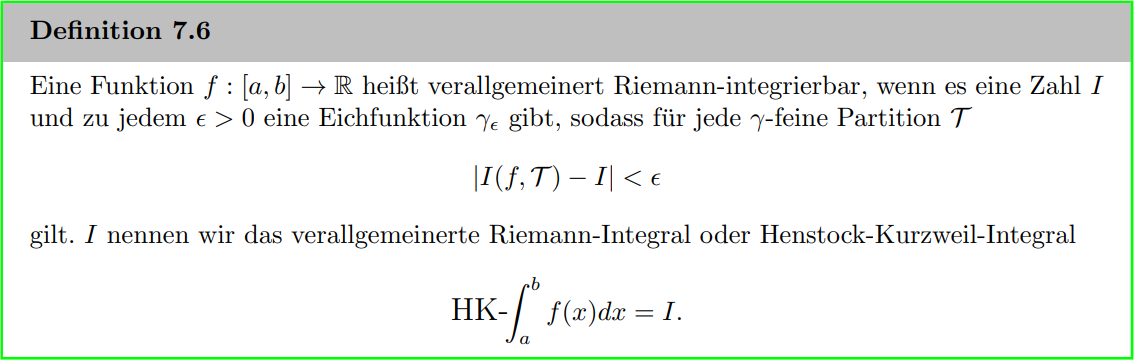 Definition 7.6
Eine Funktion f : [a, b] → ℝ heißt verallgemeinert Riemann-integrierbar, wenn es eine Zahl I
und zu jedem ϵ > 0 eine Eichfunktion γ_ϵ gibt, sodass für jede γ-feine Partition 𝒯
|I(f, 𝒯) − I| < ϵ
gilt. I nennen wir das verallgemeinerte Riemann-Integral oder Henstock-Kurzweil-Integral
HK-∫_a^b f(x)dx = I.